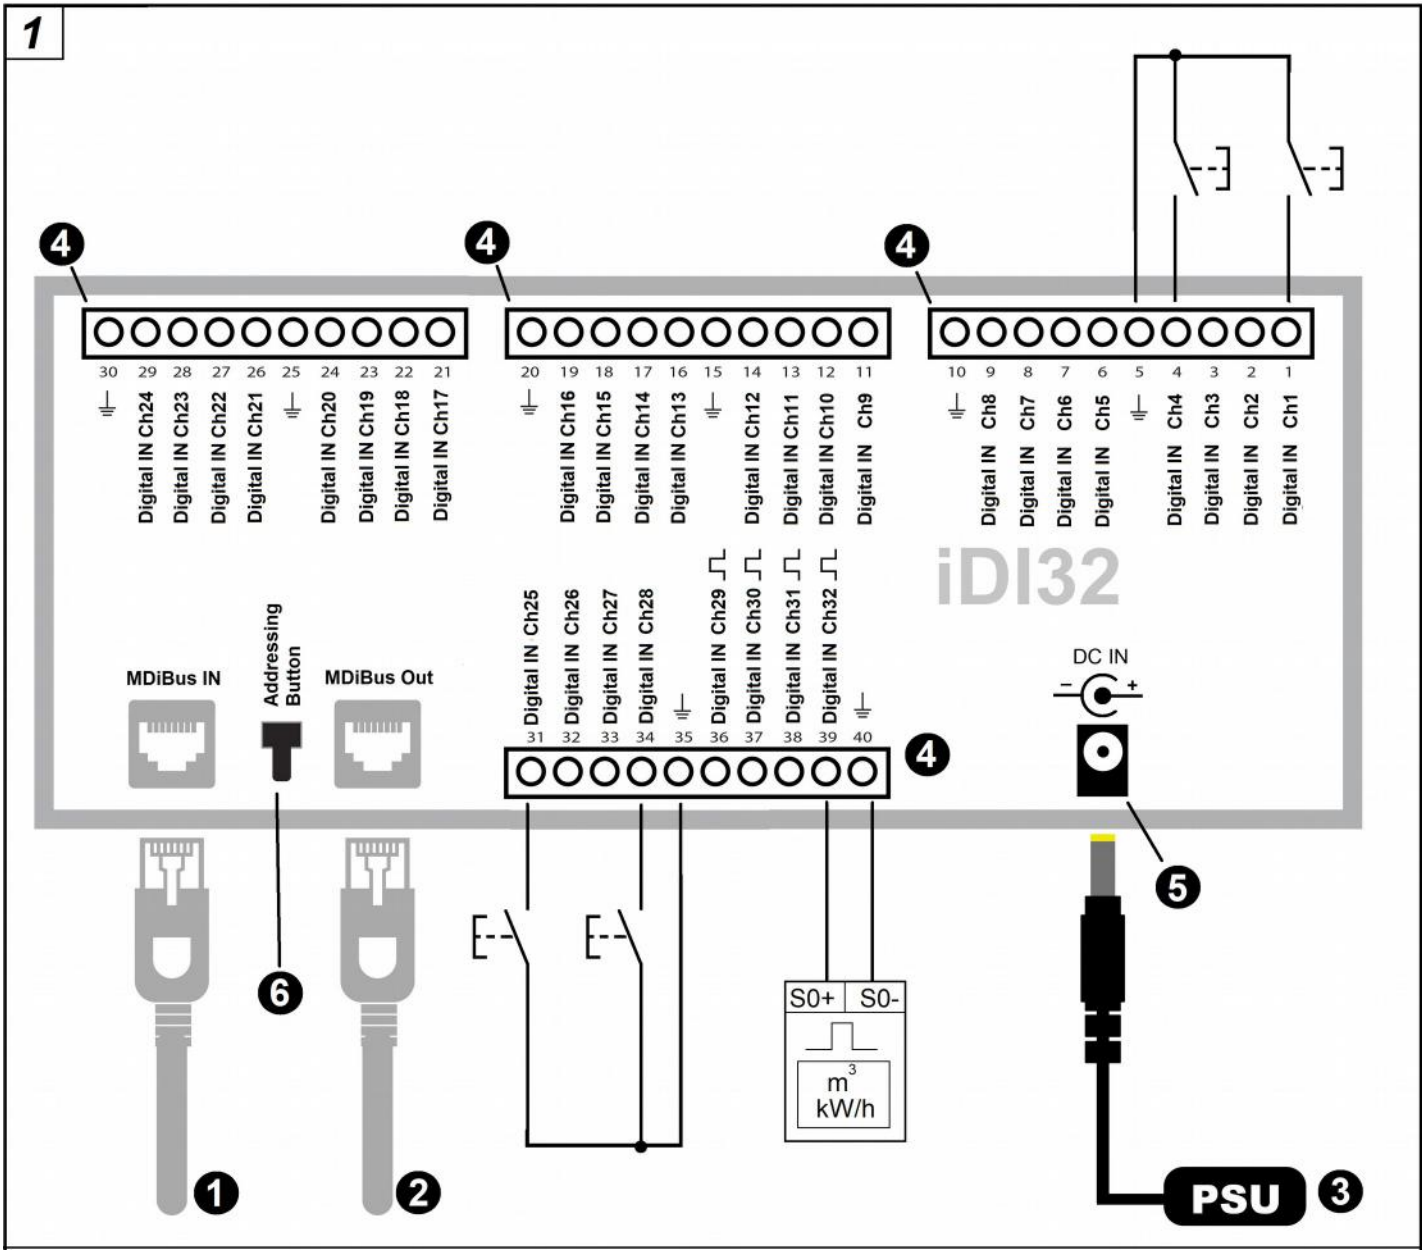 1
4
4
4
30 29 28 27 26 25 24 23 22 21
20 19 18 17 16 15 14 13 12 11
10 9 8 7 6 5 4 3 2 1
Digital IN Ch24
Digital IN Ch23
Digital IN Ch22
Digital IN Ch21
Digital IN Ch20
Digital IN Ch19
Digital IN Ch18
Digital IN Ch17
Digital IN Ch16
Digital IN Ch15
Digital IN Ch14
Digital IN Ch13
Digital IN Ch12
Digital IN Ch11
Digital IN Ch10
Digital IN Ch9
Digital IN Ch8
Digital IN Ch7
Digital IN Ch6
Digital IN Ch5
Digital IN Ch4
Digital IN Ch3
Digital IN Ch2
Digital IN Ch1
iDI32
MDiBus IN
Addressing
Button
MDiBus Out
Digital IN Ch25
Digital IN Ch26
Digital IN Ch27
Digital IN Ch28
Digital IN Ch29
Digital IN Ch30
Digital IN Ch31
Digital IN Ch32
31 32 33 34 35 36 37 38 39 40
4
DC IN
- +
5
6
S0+ S0-
m3
kW/h
1
2
PSU
3